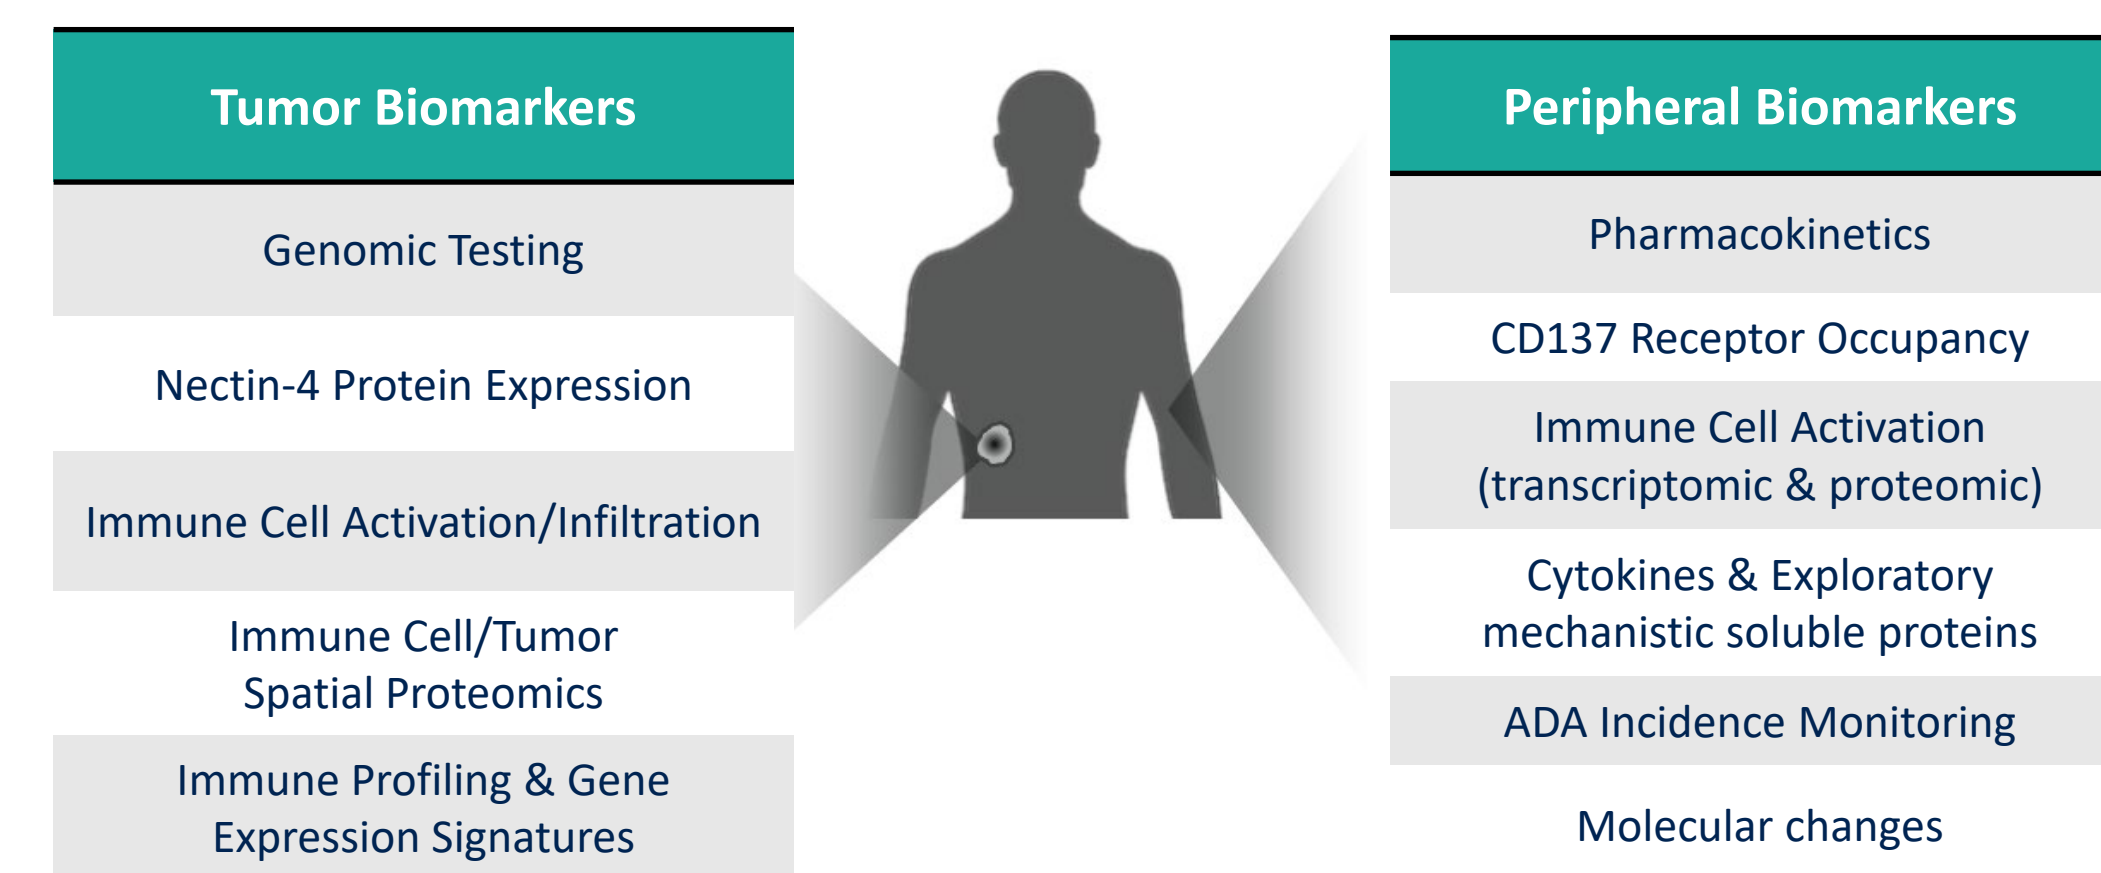 Tumor Biomarkers
Genomic Testing
Nectin-4 Protein Expression
Immune Cell Activation/Infiltration
Immune Cell/Tumor
Spatial Proteomics
Immune Profiling & Gene
Expression Signatures
Peripheral Biomarkers
Pharmacokinetics
CD137 Receptor Occupancy
Immune Cell Activation
(transcriptomic & proteomic)
Cytokines & Exploratory
mechanistic soluble proteins
ADA Incidence Monitoring
Molecular changes